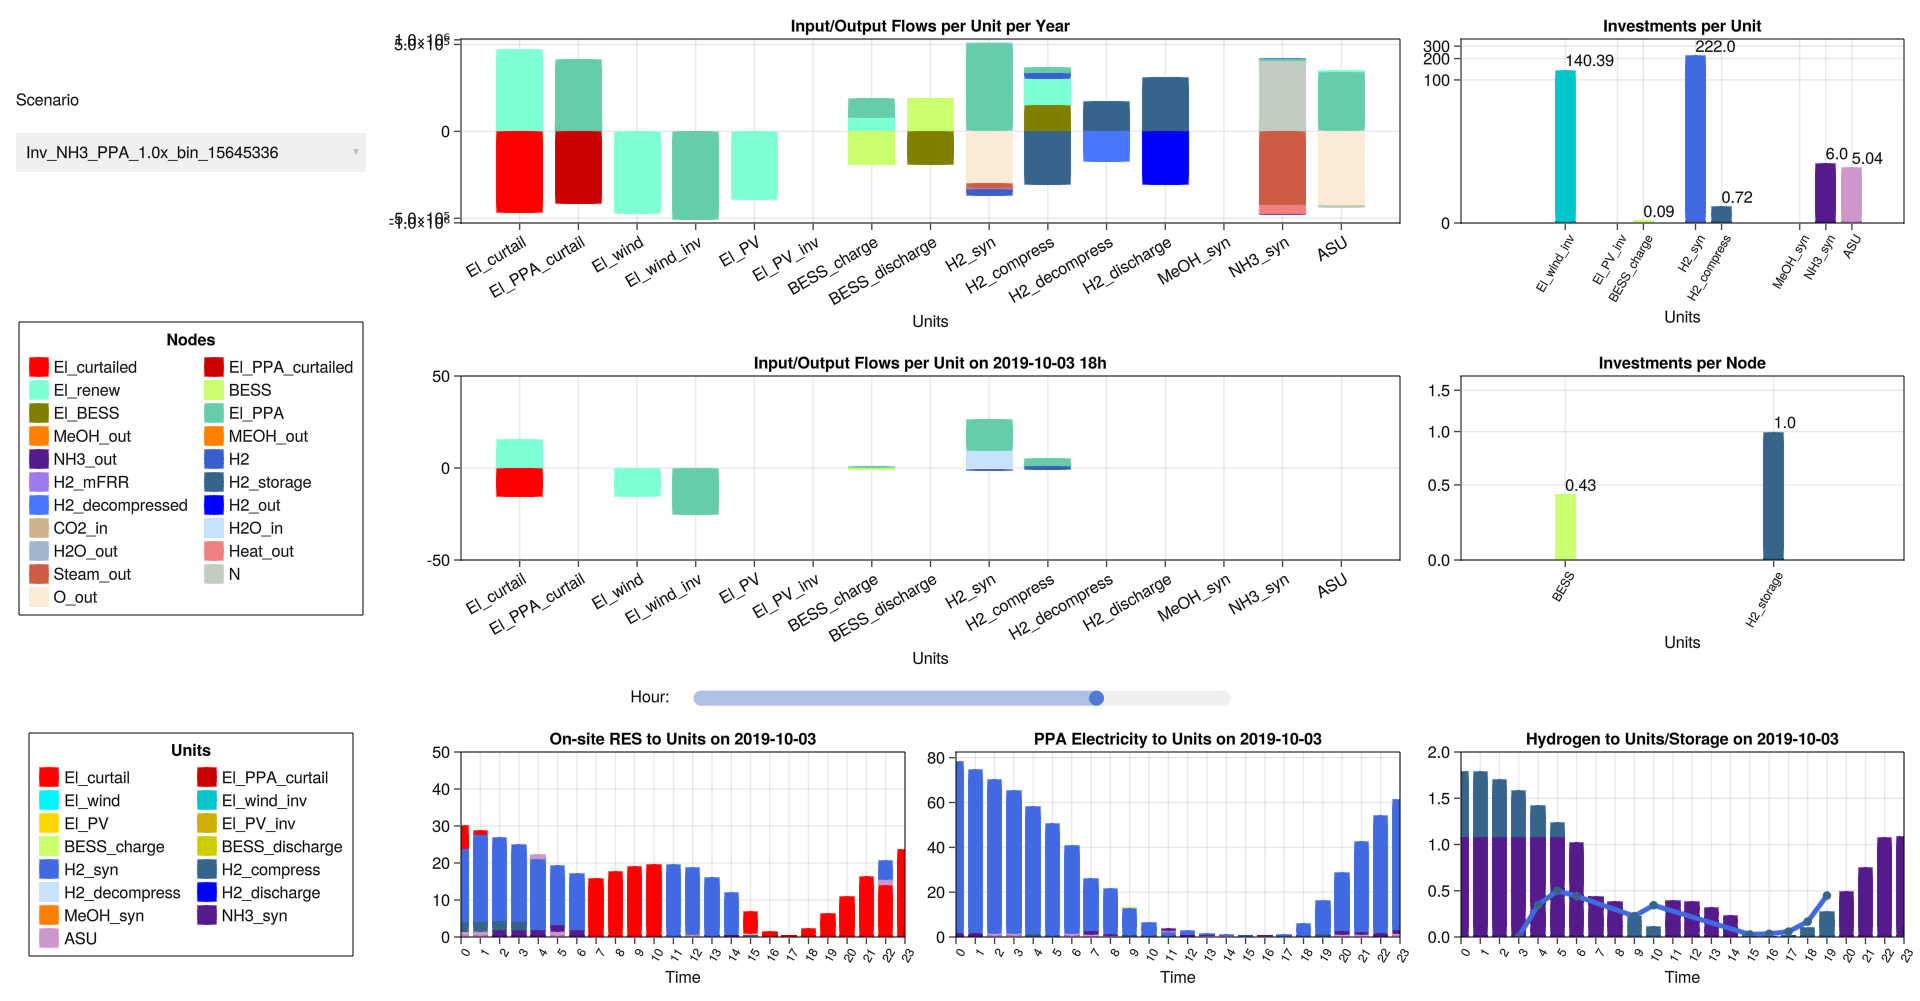 Scenario
Inv_NH3_PPA_1.0x_bin_15645336
Input/Output Flows per Unit per Year
5.0×10⁵
0
-5.0×10⁵
El_curtail
El_PPA_curtail
El_wind
El_wind_inv
El_PV
El_PV_inv
BESS_charge
BESS_discharge
H2_syn
H2_compress
H2_decompress
H2_discharge
MeOH_syn
NH3_syn
ASU
Units
Investments per Unit
300
200
100
0
140.39
0.09
222.0
0.72
6.0
5.04
El_wind_inv
El_PV_inv
BESS_charge
H2_syn
H2_compress
MeOH_syn
NH3_syn
ASU
Units
Nodes
El_curtailed
El_PPA_curtailed
El_renew
BESS
El_BESS
El_PPA
MeOH_out
MEOH_out
NH3_out
H2
H2_mFRR
H2_storage
H2_decompressed
H2_out
CO2_in
H2O_in
H2O_out
Heat_out
Steam_out
N
O_out
Input/Output Flows per Unit on 2019-10-03 18h
50
0
-50
El_curtail
El_PPA_curtail
El_wind
El_wind_inv
El_PV
El_PV_inv
BESS_charge
BESS_discharge
H2_syn
H2_compress
H2_decompress
H2_discharge
MeOH_syn
NH3_syn
ASU
Units
Investments per Node
1.5
1.0
0.5
0.0
0.43
1.0
BESS
H2_storage
Units
Hour:
Units
El_curtail
El_PPA_curtail
El_wind
El_wind_inv
El_PV
El_PV_inv
BESS_charge
BESS_discharge
H2_syn
H2_compress
H2_decompress
H2_discharge
MeOH_syn
NH3_syn
ASU
On-site RES to Units on 2019-10-03
50
40
30
20
10
0
0 1 2 3 4 5 6 7 8 9 10 11 12 13 14 15 16 17 18 19 20 21 22 23
Time
PPA Electricity to Units on 2019-10-03
80
60
40
20
0
0 1 2 3 4 5 6 7 8 9 10 11 12 13 14 15 16 17 18 19 20 21 22 23
Time
Hydrogen to Units/Storage on 2019-10-03
2.0
1.5
1.0
0.5
0.0
0 1 2 3 4 5 6 7 8 9 10 11 12 13 14 15 16 17 18 19 20 21 22 23
Time